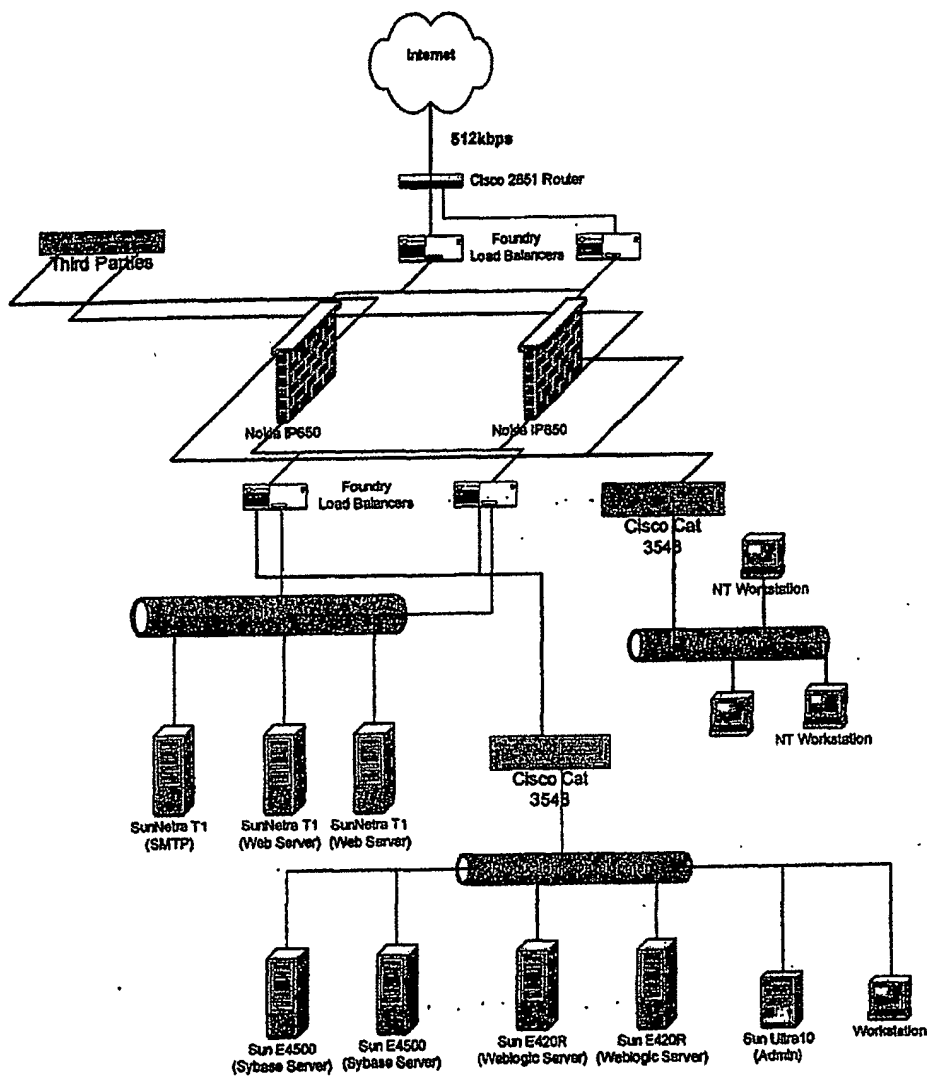 Internet
512kbps
Cisco 2651 Router
Foundry
Load Balancers
Third Parties
Nokia IP650
Nokia IP650
Foundry
Load Balancers
Cisco Cat
3548
NT Workstation
NT Workstation
Cisco Cat
3548
SunNetra T1
(SMTP)
SunNetra T1
(Web Server)
SunNetra T1
(Web Server)
Sun E4500
(Sybase Server)
Sun E4500
(Sybase Server)
Sun E420R
(Weblogic Server)
Sun E420R
(Weblogic Server)
Sun Ultra10
(Admin)
Workstation